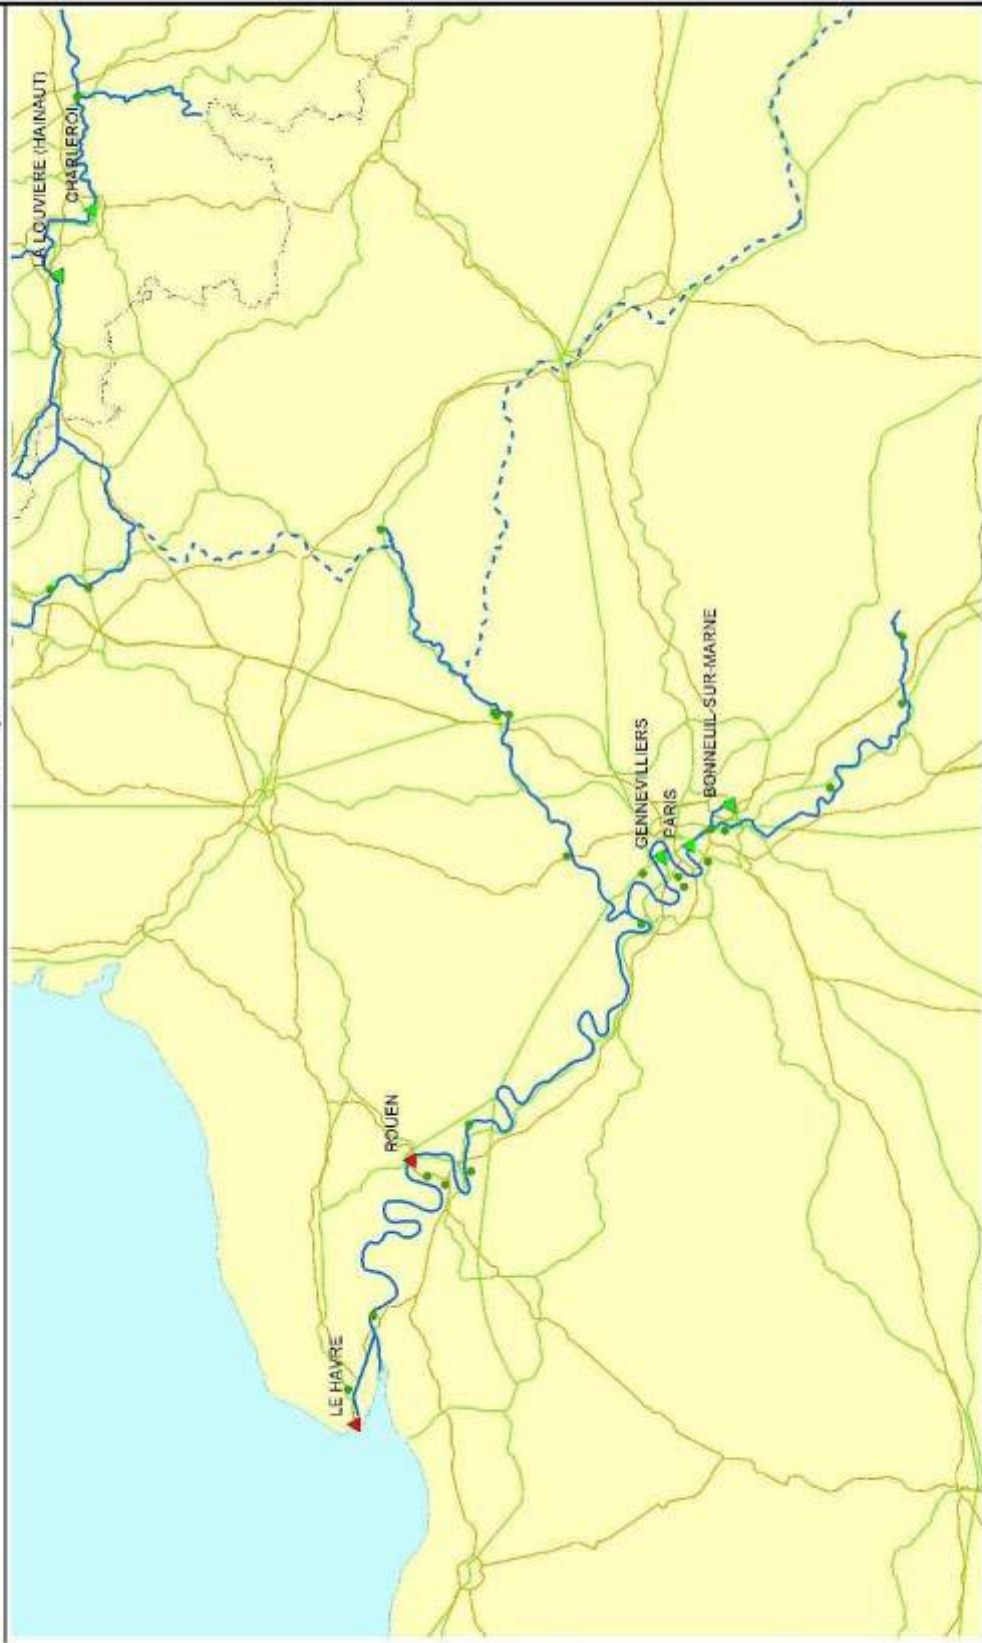 LA LOUVIERE (HAINAUT)
CHARLEROI
GENNEVILLIERS
PARIS
BONNEUIL-SUR-MARNE
ROUEN
LE HAVRE